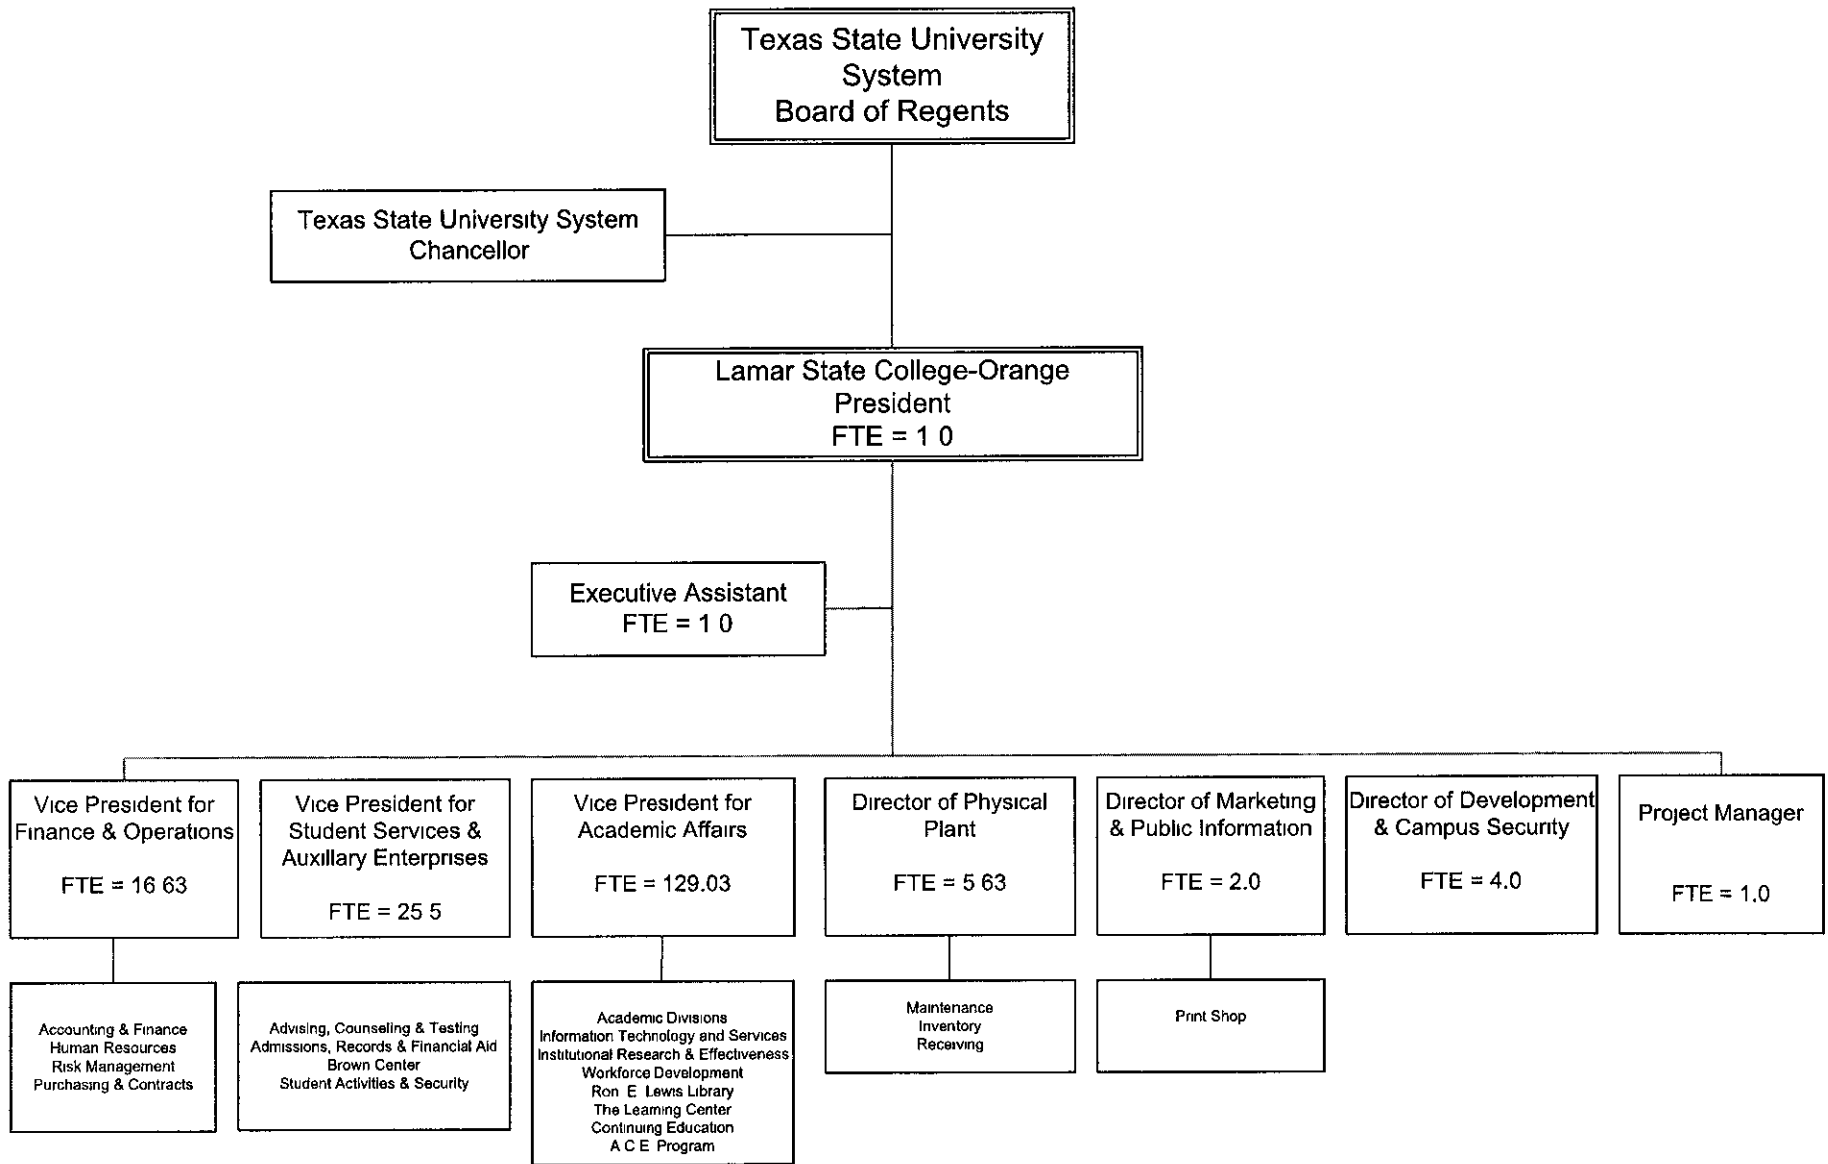 Texas State University
System
Board of Regents
Texas State University System
Chancellor
Lamar State College-Orange
President
FTE = 1 0
Executive Assistant
FTE = 1 0
Vice President for
Finance & Operations
FTE = 16 63
Vice President for
Student Services &
Auxillary Enterprises
FTE = 25 5
Vice President for
Academic Affairs
FTE = 129.03
Director of Physical
Plant
FTE = 5 63
Director of Marketing
& Public Information
FTE = 2.0
Director of Development
& Campus Security
FTE = 4.0
Project Manager
FTE = 1.0
Accounting & Finance
Human Resources
Risk Management
Purchasing & Contracts
Advising, Counseling & Testing
Admissions, Records & Financial Aid
Brown Center
Student Activities & Security
Academic Divisions
Information Technology and Services
Institutional Research & Effectiveness
Workforce Development
Ron E Lewis Library
The Learning Center
Continuing Education
A C E Program
Maintenance
Inventory
Receiving
Print Shop